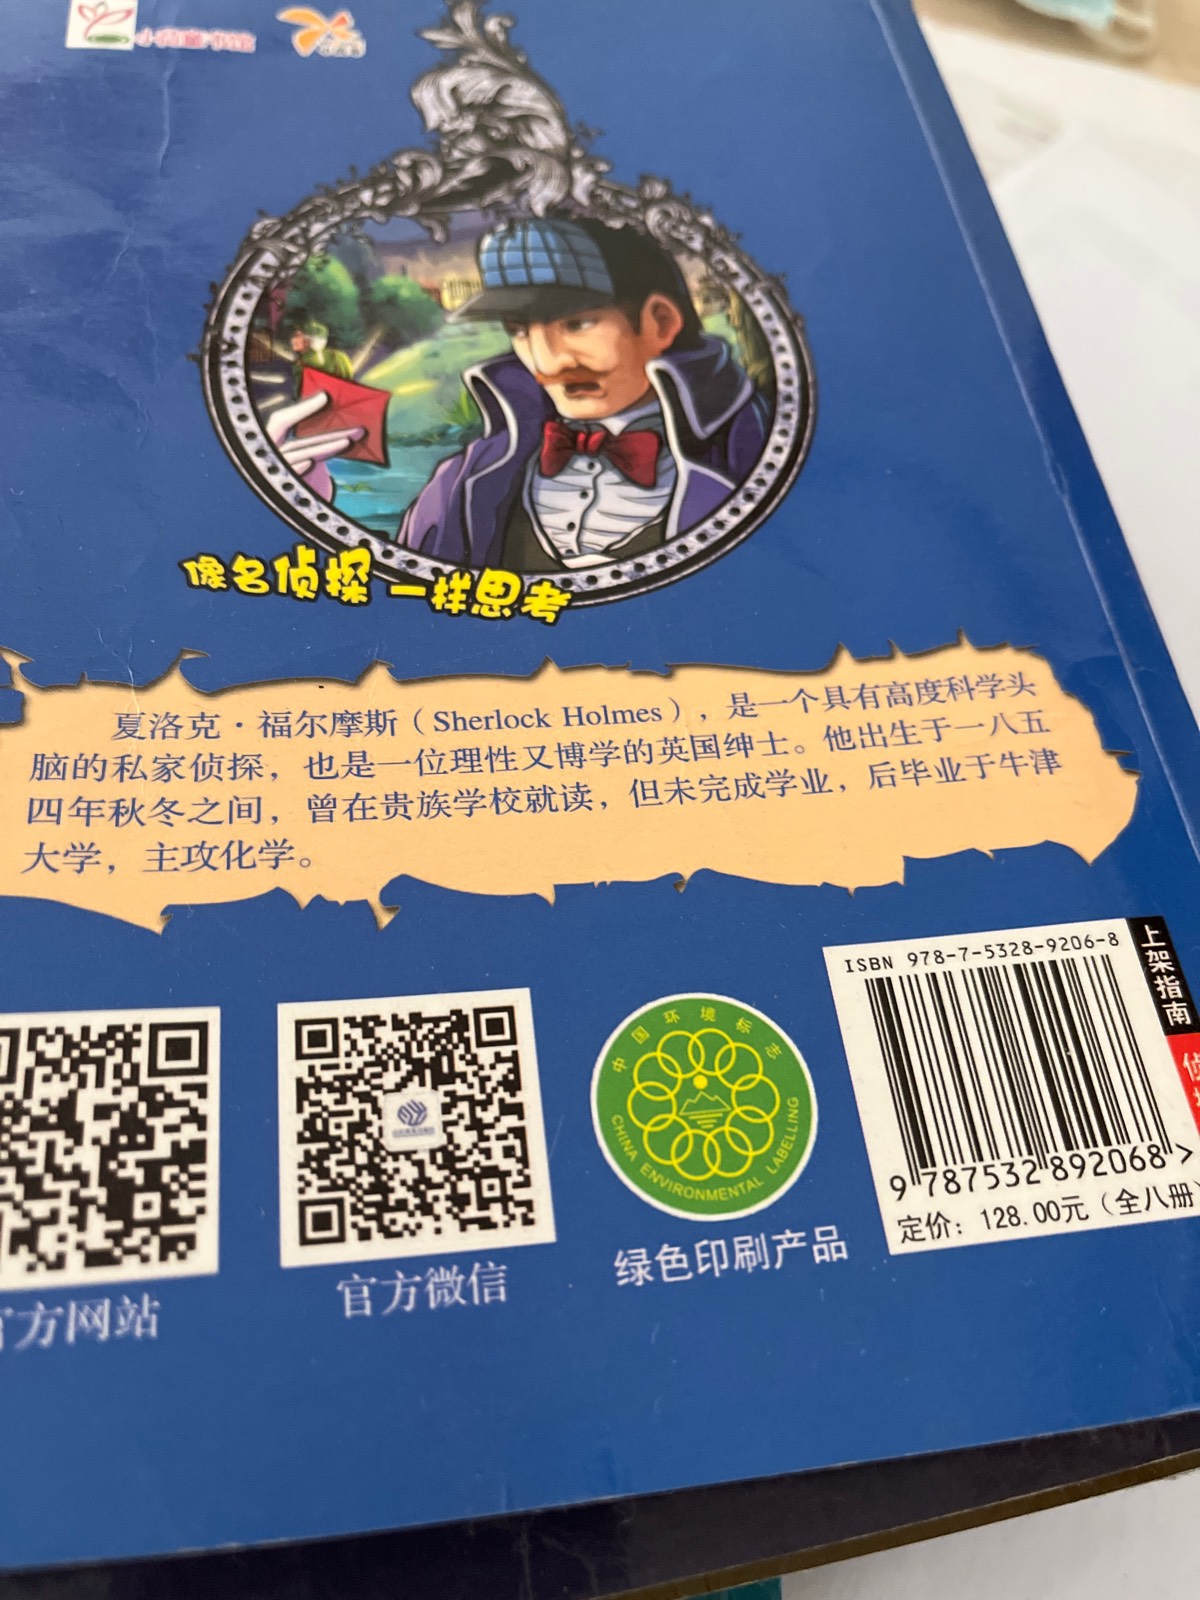 像名侦探一样思考
夏洛克·福尔摩斯（Sherlock Holmes），是一个具有高度科学头
脑的私家侦探，也是一位理性又博学的英国绅士。他出生于一八五
四年秋冬之间，曾在贵族学校就读，但未完成学业，后毕业于牛津
大学，主攻化学。
ISBN 978-7-5328-9206-8
9 787532 892068 >
定价：128.00元（全八册）
上架指南
中国环境标志
CHINA ENVIRONMENTAL LABELLING
方网站
官方微信
绿色印刷产品